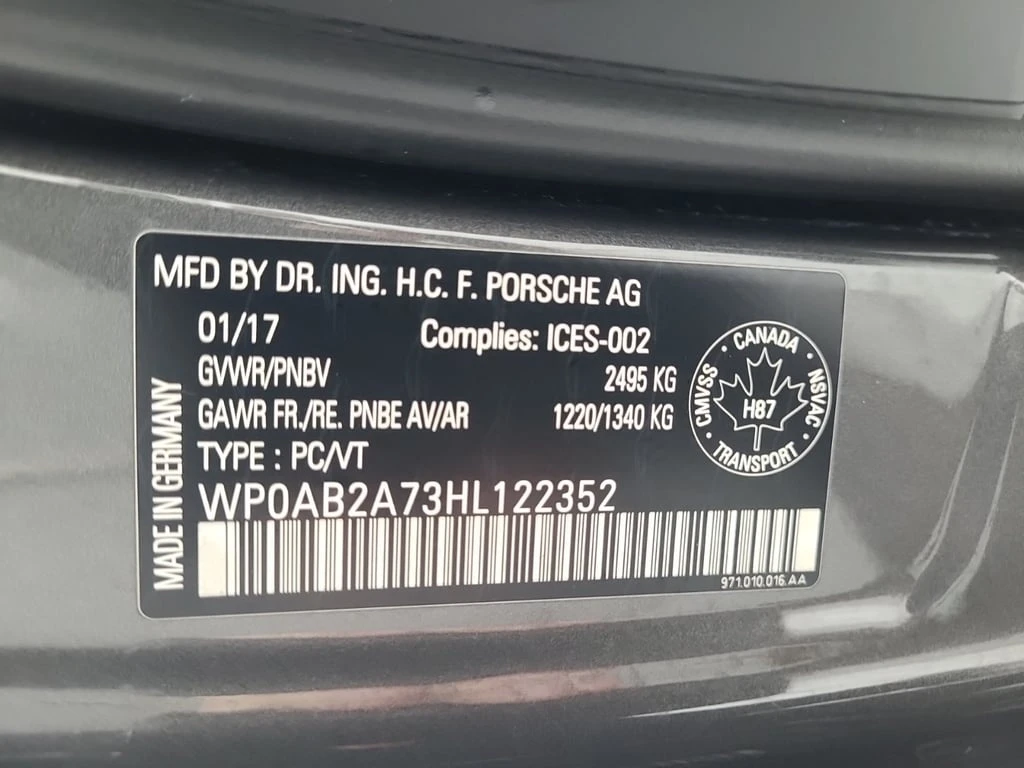 MFD BY DR. ING. H.C. F. PORSCHE AG
01/17 Complies: ICES-002
GVWR/PNBV 2495 KG
GAWR FR./RE. PNBE AV/AR 1220/1340 KG
TYPE : PC/VT
WP0AB2A73HL122352
971.010.016.AA
MADE IN GERMANY
CANADA
CMVSS
NSVAC
H87
TRANSPORT